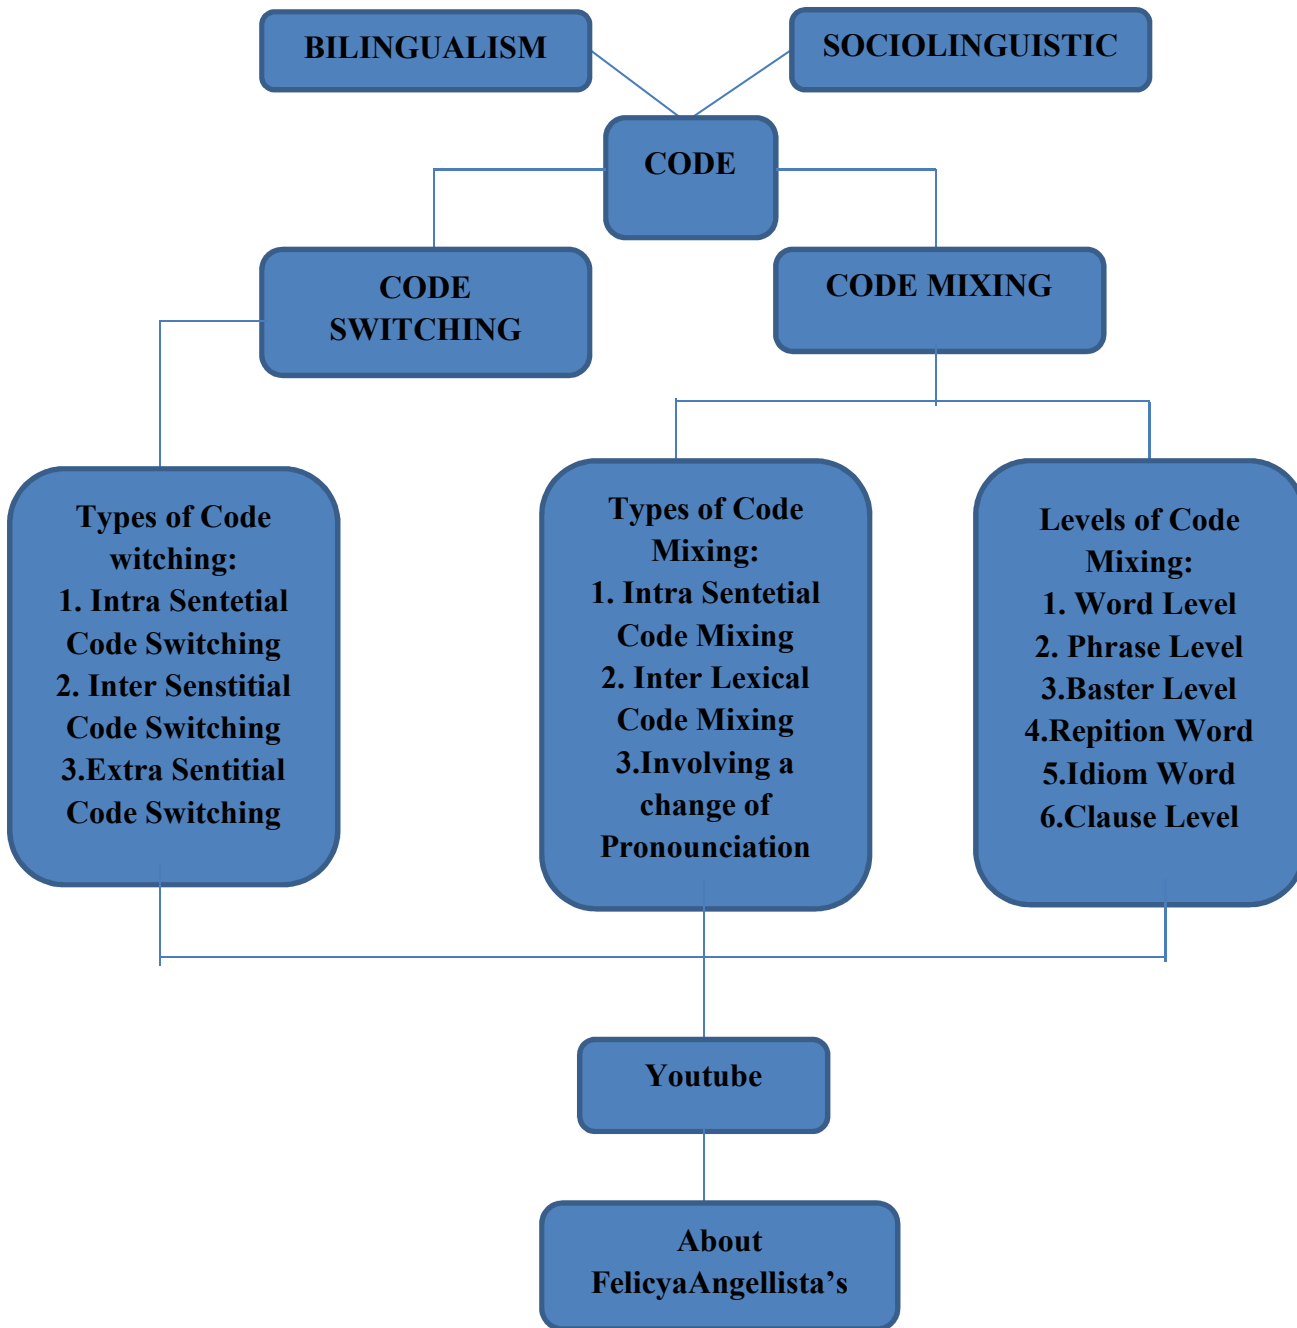 BILINGUALISM
SOCIOLINGUISTIC
CODE
CODE
SWITCHING
CODE MIXING
Types of Code
witching:
1. Intra Sentetial
Code Switching
2. Inter Senstitial
Code Switching
3.Extra Sentitial
Code Switching
Types of Code
Mixing:
1. Intra Sentetial
Code Mixing
2. Inter Lexical
Code Mixing
3.Involving a
change of
Pronounciation
Levels of Code
Mixing:
1. Word Level
2. Phrase Level
3.Baster Level
4.Repition Word
5.Idiom Word
6.Clause Level
Youtube
About
FelicyaAngellista’s